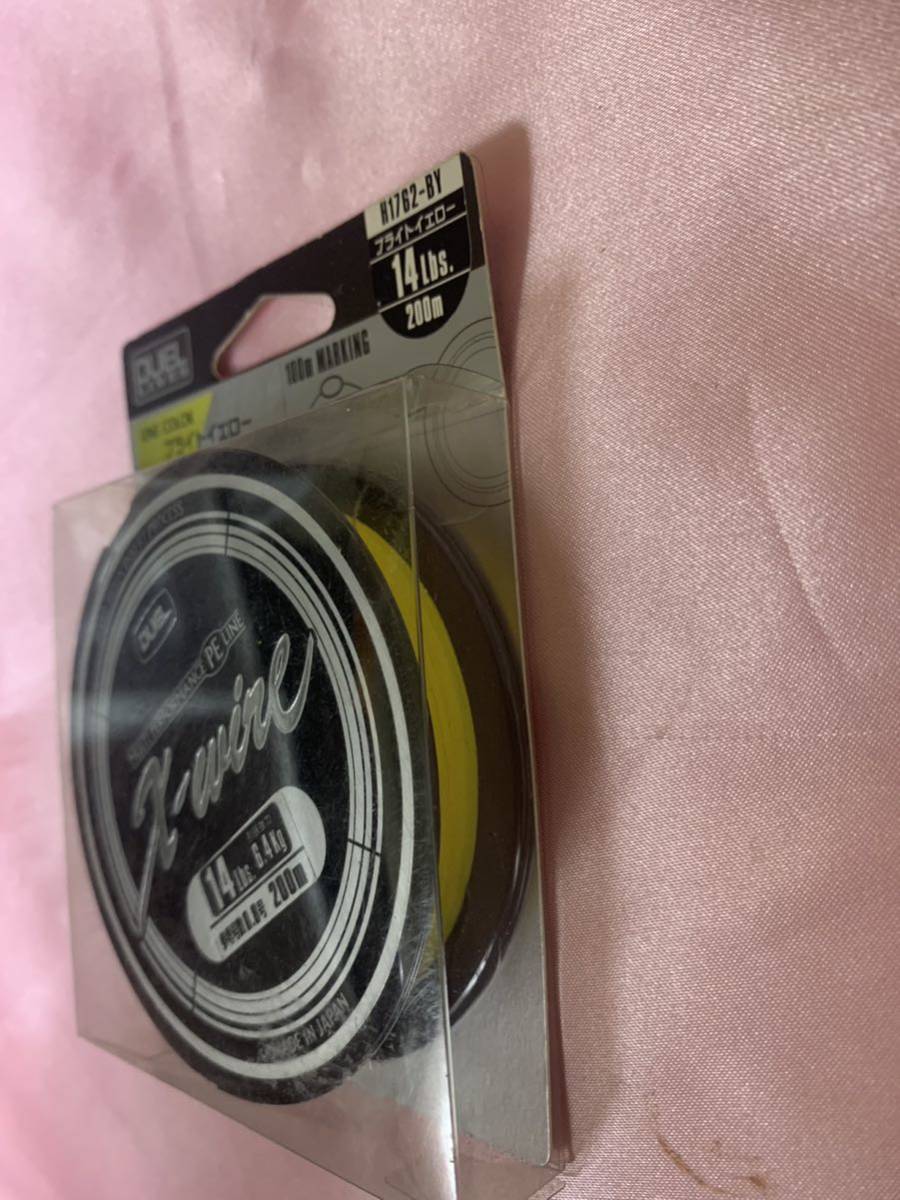 H1762-BY
ブライトイエロー
14Lbs.
200m
DUEL
100m MARKING
ONE COLOR
ブライトイエロー
DUEL
PE LINE
X-wire
14Lbs. 6.4Kg
200m
MADE IN JAPAN